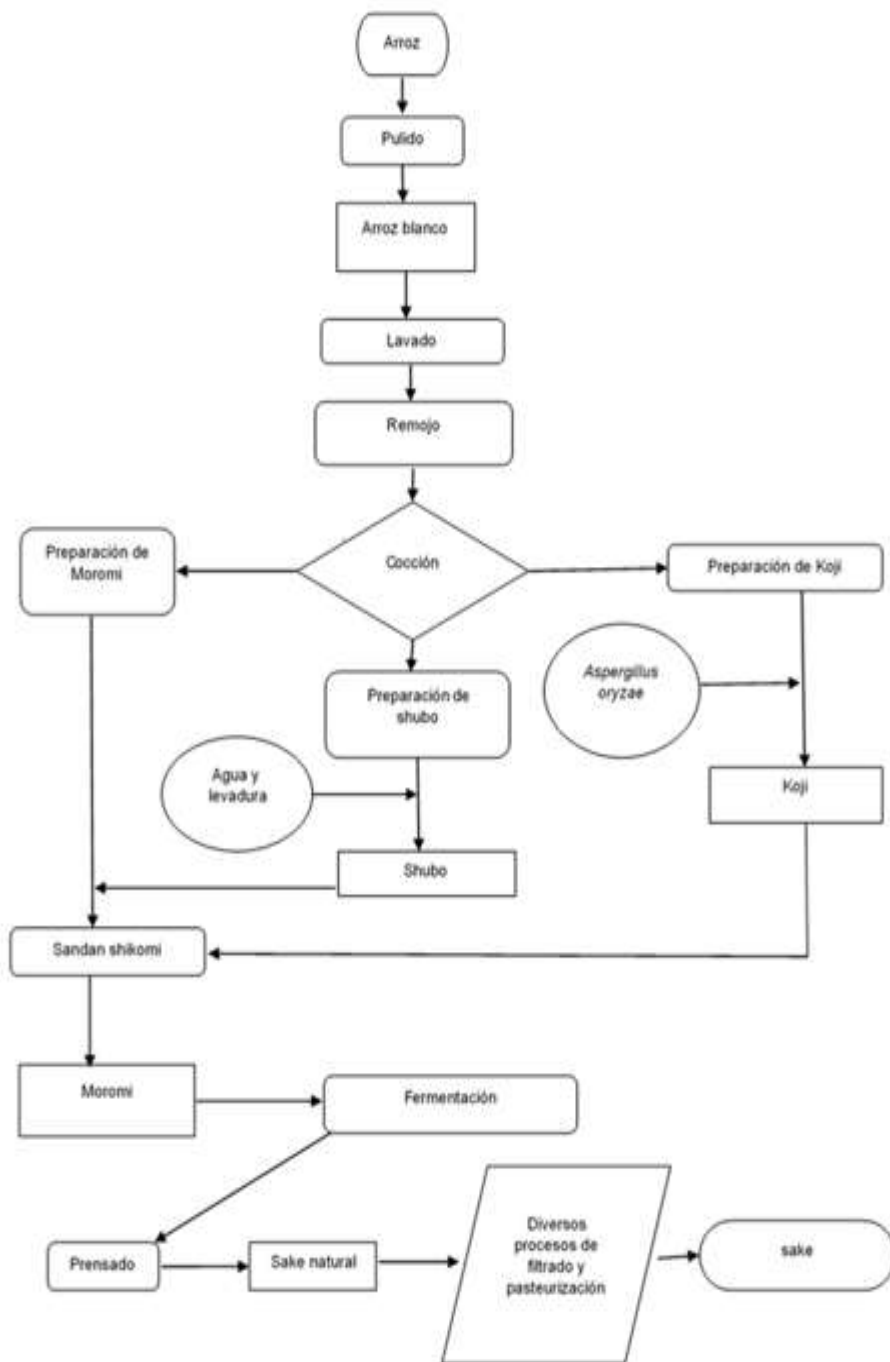 Arroz
Pulido
Arroz blanco
Lavado
Remojo
Cocción
Preparación de
Moromi
Preparación de Koji
Preparación de
shubo
Aspergillus
oryzae
Agua y
levadura
Koji
Shubo
Sandan shikomi
Moromi
Fermentación
Prensado
Sake natural
Diversos
procesos de
filtrado y
pasteurización
sake